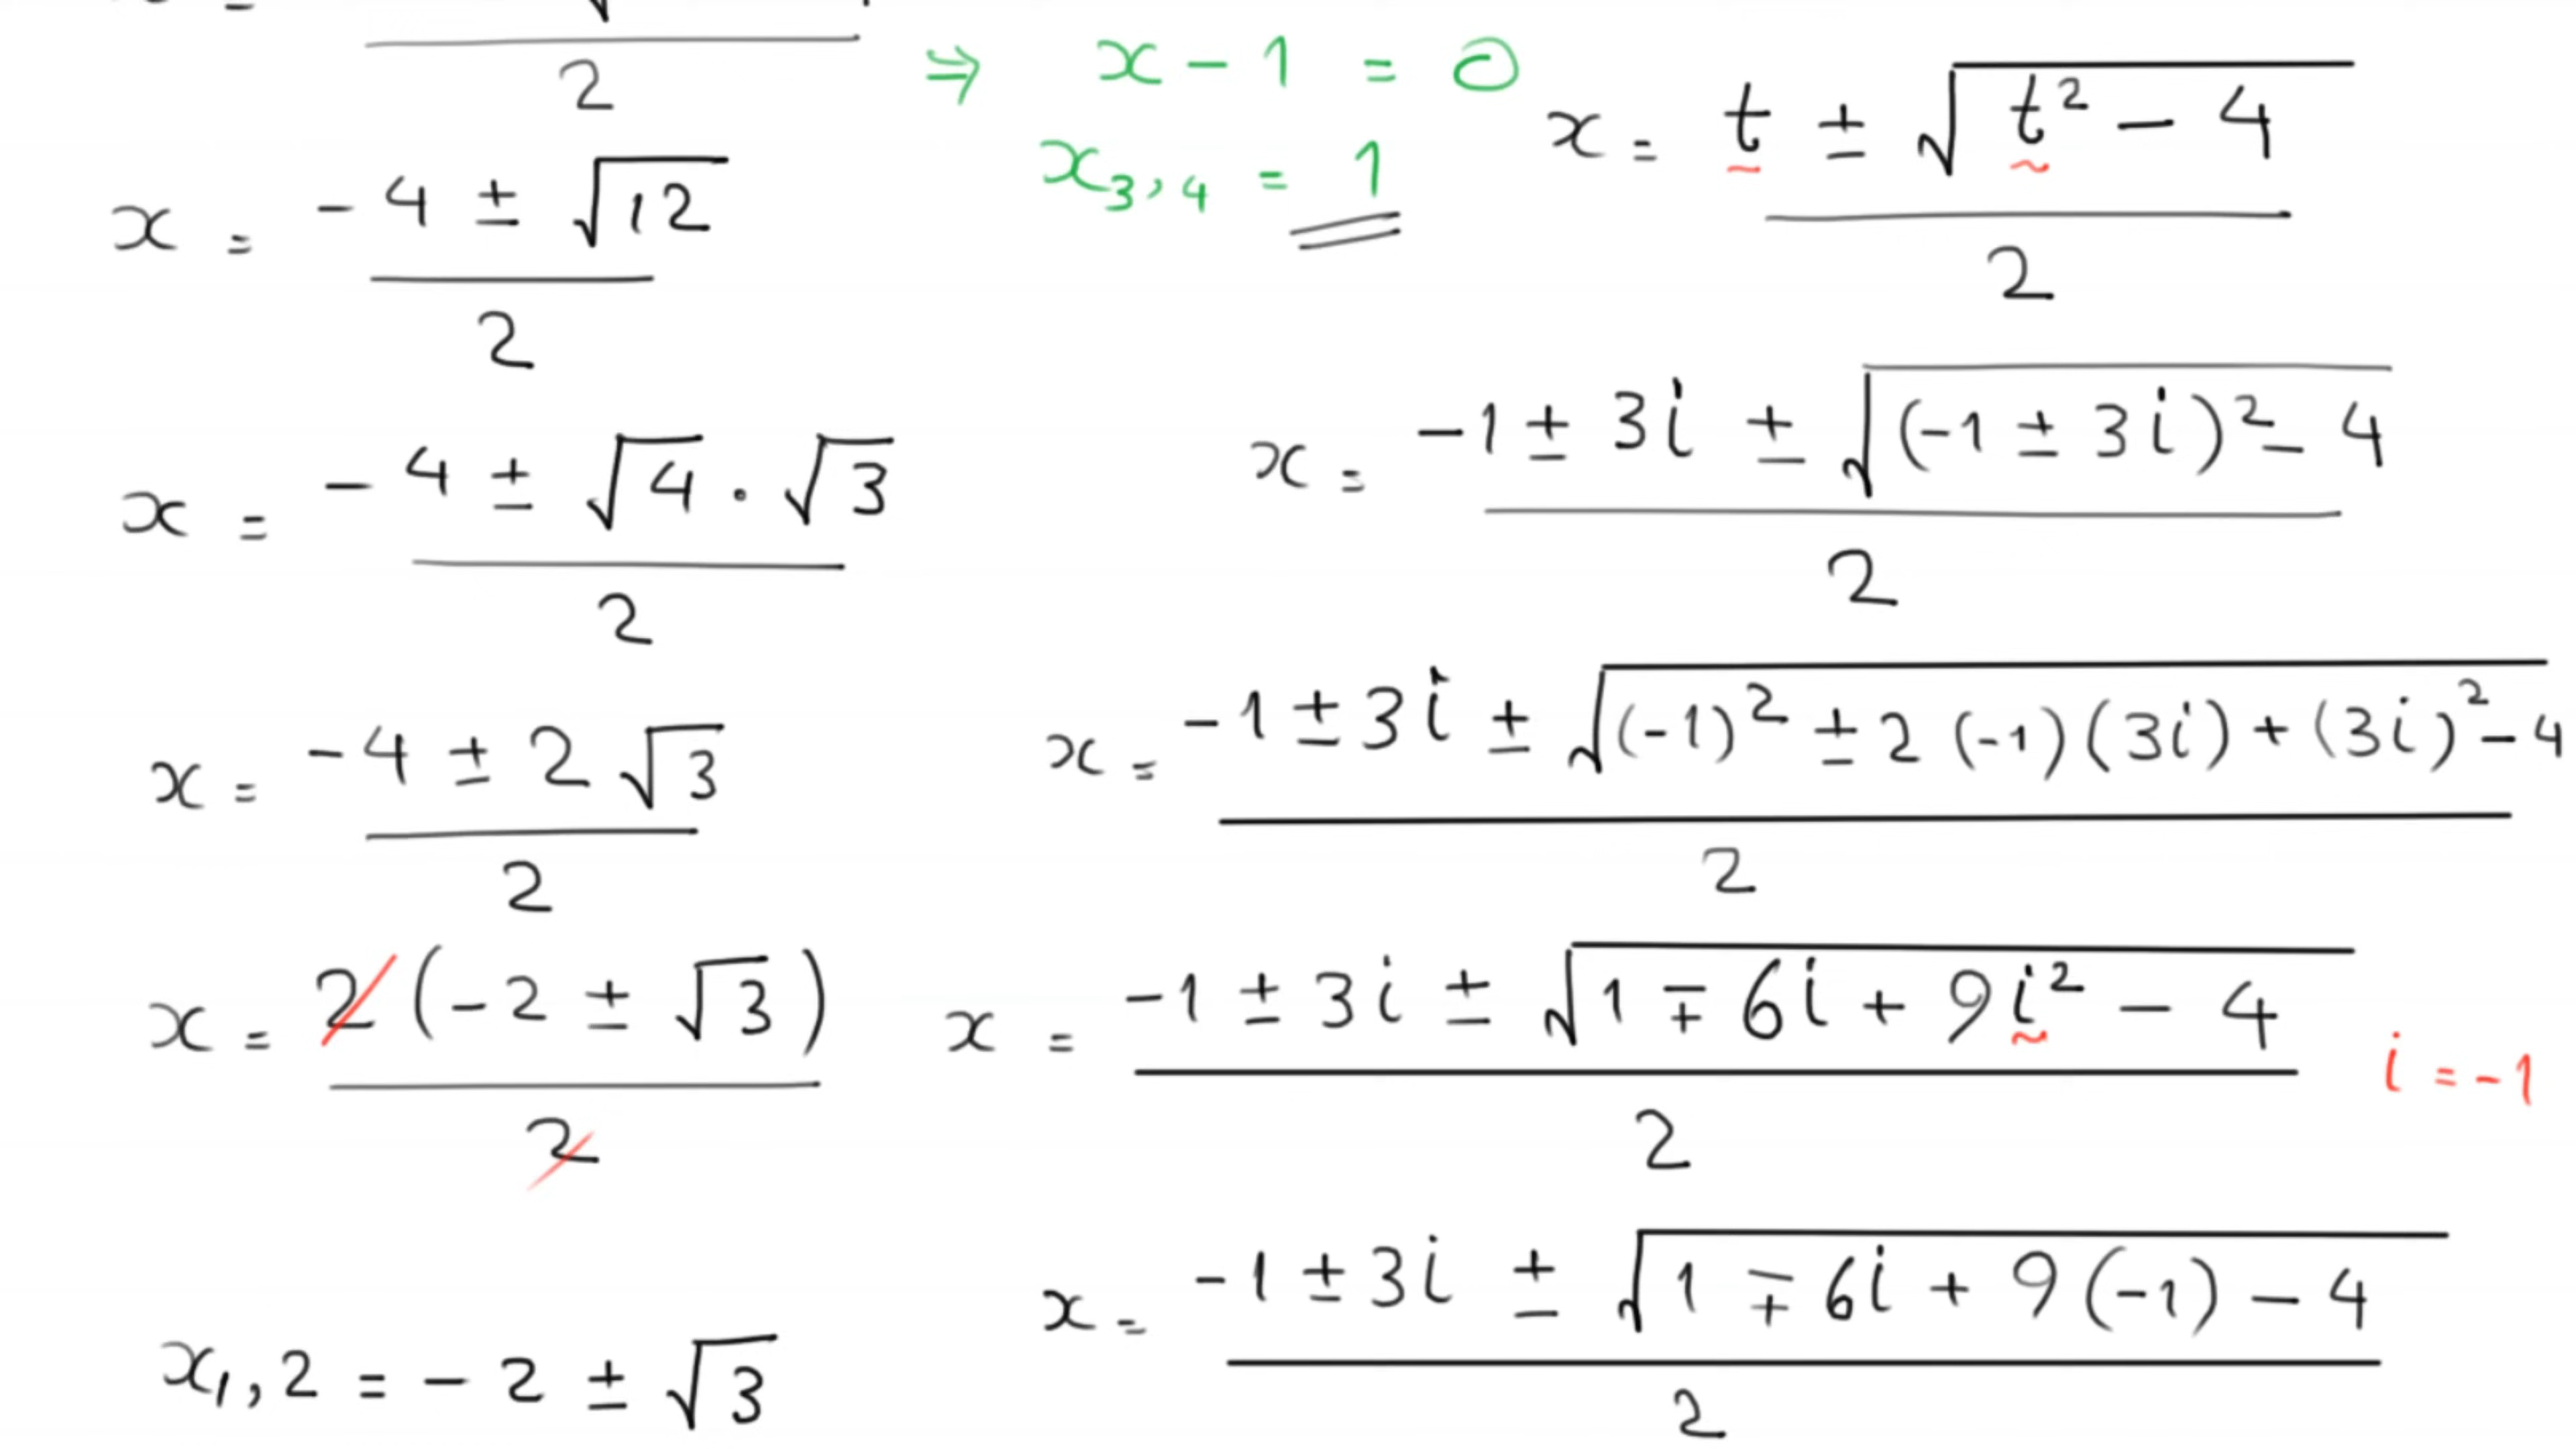 2
x = (-4 ± √12) / 2
x = (-4 ± √4 · √3) / 2
x = (-4 ± 2√3) / 2
x = 2(-2 ± √3) / 2
x1,2 = -2 ± √3
⇒ x - 1 = 0
x3,4 = 1
x = (t ± √(t² - 4)) / 2
x = (-1 ± 3i ± √((-1 ± 3i)² - 4)) / 2
x = (-1 ± 3i ± √((-1)² ± 2(-1)(3i) + (3i)² - 4)) / 2
x = (-1 ± 3i ± √(1 ∓ 6i + 9i² - 4)) / 2
i = -1
x = (-1 ± 3i ± √(1 ∓ 6i + 9(-1) - 4)) / 2